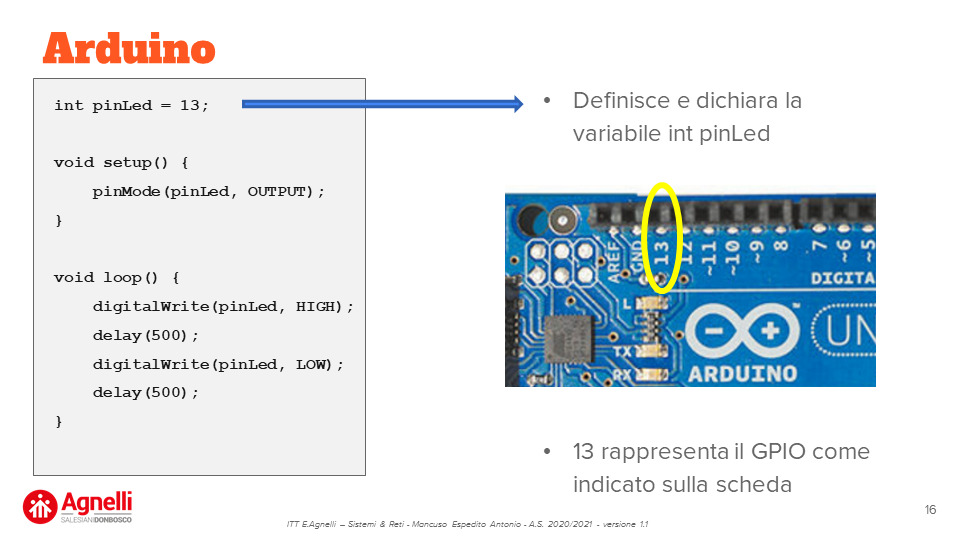 Arduino
int pinLed = 13;
void setup() {
pinMode(pinLed, OUTPUT);
}
void loop() {
digitalWrite(pinLed, HIGH);
delay(500);
digitalWrite(pinLed, LOW);
delay(500);
}
• Definisce e dichiara la
variabile int pinLed
AREF
GND
13
12
~11
~10
~9
8
7
~6
~5
DIGITA
L
TX
RX
UN
ARDUINO
™
• 13 rappresenta il GPIO come
indicato sulla scheda
Agnelli
SALESIANI DONBOSCO
ITT E.Agnelli – Sistemi & Reti - Mancuso Espedito Antonio - A.S. 2020/2021 - versione 1.1
16